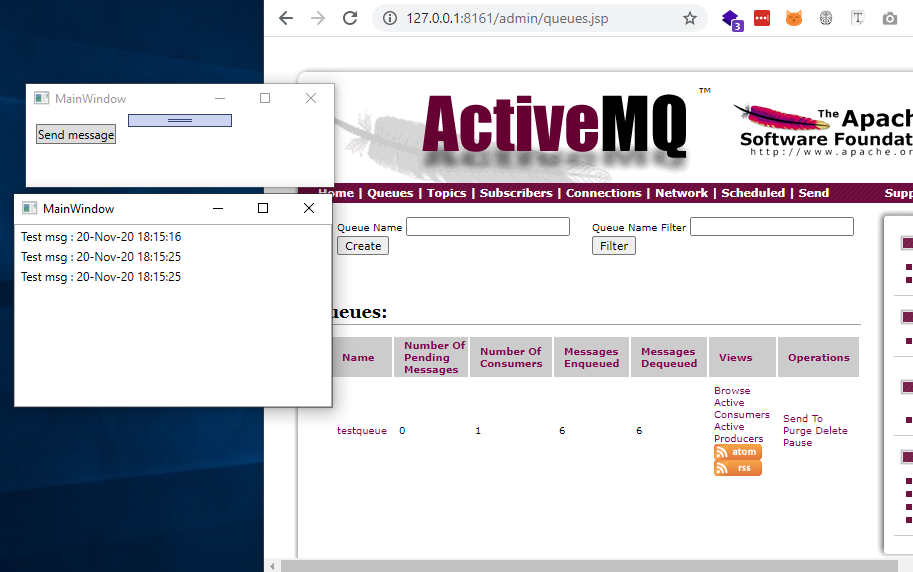 127.0.0.1:8161/admin/queues.jsp
3
MainWindow
Send message
MainWindow
Test msg : 20-Nov-20 18:15:16
Test msg : 20-Nov-20 18:15:25
Test msg : 20-Nov-20 18:15:25
ActiveMQ
TM
The Apac
Software Foundat
http://www.apache.or
Home | Queues | Topics | Subscribers | Connections | Network | Scheduled | Send
Supp
Queue Name
Create
Queue Name Filter
Filter
ueues:
Name
Number Of Pending Messages
Number Of Consumers
Messages Enqueued
Messages Dequeued
Views
Operations
testqueue
0
1
6
6
Browse
Active
Consumers
Active
Producers
atom
rss
Send To
Purge Delete
Pause